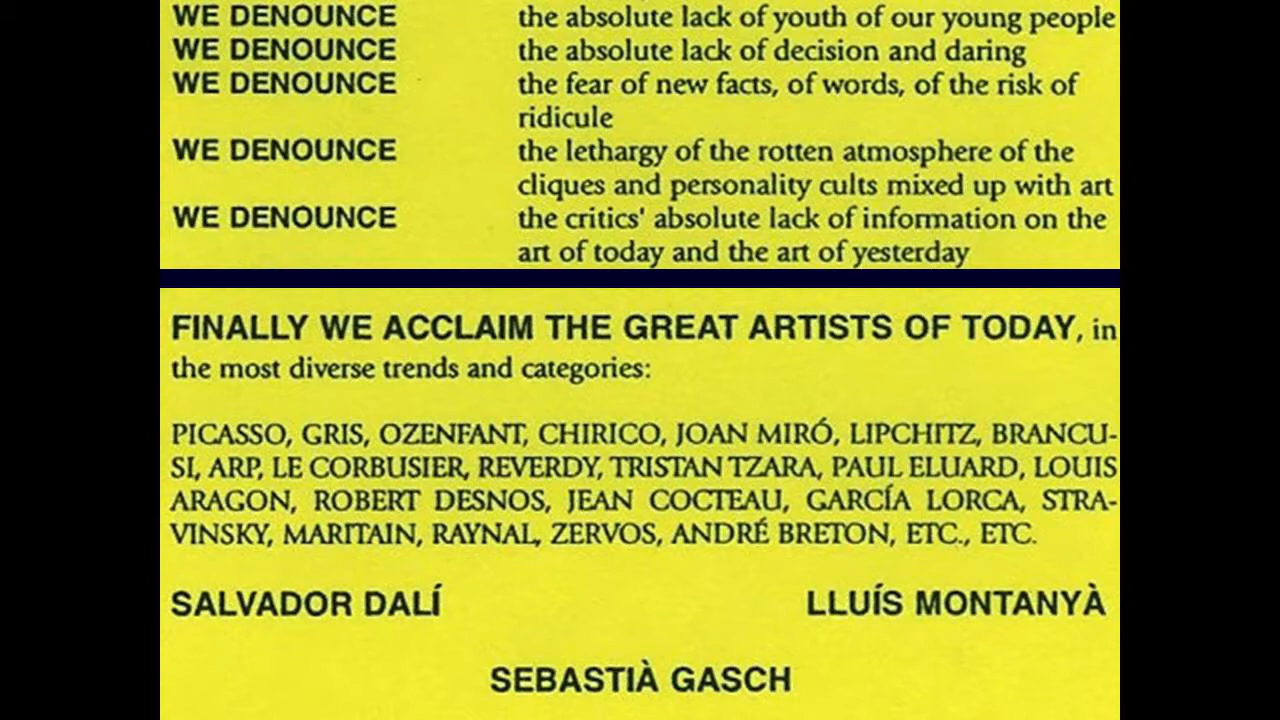 WE DENOUNCE the absolute lack of youth of our young people
WE DENOUNCE the absolute lack of decision and daring
WE DENOUNCE the fear of new facts, of words, of the risk of
ridicule
WE DENOUNCE the lethargy of the rotten atmosphere of the
cliques and personality cults mixed up with art
WE DENOUNCE the critics' absolute lack of information on the
art of today and the art of yesterday
FINALLY WE ACCLAIM THE GREAT ARTISTS OF TODAY, in
the most diverse trends and categories:
PICASSO, GRIS, OZENFANT, CHIRICO, JOAN MIRÓ, LIPCHITZ, BRANCU-
SI, ARP, LE CORBUSIER, REVERDY, TRISTAN TZARA, PAUL ELUARD, LOUIS
ARAGON, ROBERT DESNOS, JEAN COCTEAU, GARCÍA LORCA, STRA-
VINSKY, MARITAIN, RAYNAL, ZERVOS, ANDRÉ BRETON, ETC., ETC.
SALVADOR DALÍ LLUÍS MONTANYÀ
SEBASTIÀ GASCH